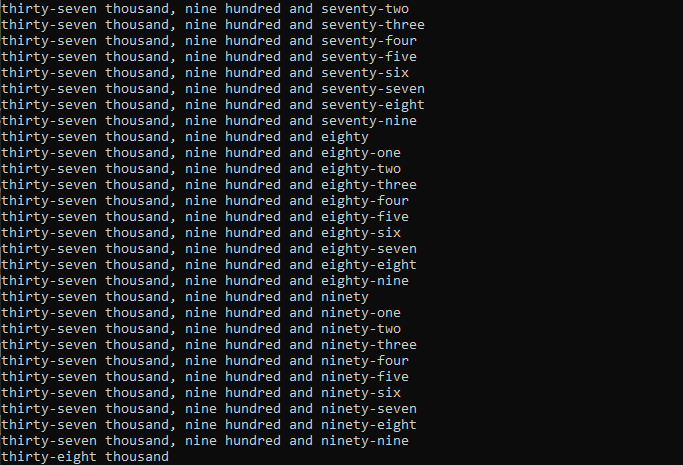 thirty-seven thousand, nine hundred and seventy-two
thirty-seven thousand, nine hundred and seventy-three
thirty-seven thousand, nine hundred and seventy-four
thirty-seven thousand, nine hundred and seventy-five
thirty-seven thousand, nine hundred and seventy-six
thirty-seven thousand, nine hundred and seventy-seven
thirty-seven thousand, nine hundred and seventy-eight
thirty-seven thousand, nine hundred and seventy-nine
thirty-seven thousand, nine hundred and eighty
thirty-seven thousand, nine hundred and eighty-one
thirty-seven thousand, nine hundred and eighty-two
thirty-seven thousand, nine hundred and eighty-three
thirty-seven thousand, nine hundred and eighty-four
thirty-seven thousand, nine hundred and eighty-five
thirty-seven thousand, nine hundred and eighty-six
thirty-seven thousand, nine hundred and eighty-seven
thirty-seven thousand, nine hundred and eighty-eight
thirty-seven thousand, nine hundred and eighty-nine
thirty-seven thousand, nine hundred and ninety
thirty-seven thousand, nine hundred and ninety-one
thirty-seven thousand, nine hundred and ninety-two
thirty-seven thousand, nine hundred and ninety-three
thirty-seven thousand, nine hundred and ninety-four
thirty-seven thousand, nine hundred and ninety-five
thirty-seven thousand, nine hundred and ninety-six
thirty-seven thousand, nine hundred and ninety-seven
thirty-seven thousand, nine hundred and ninety-eight
thirty-seven thousand, nine hundred and ninety-nine
thirty-eight thousand